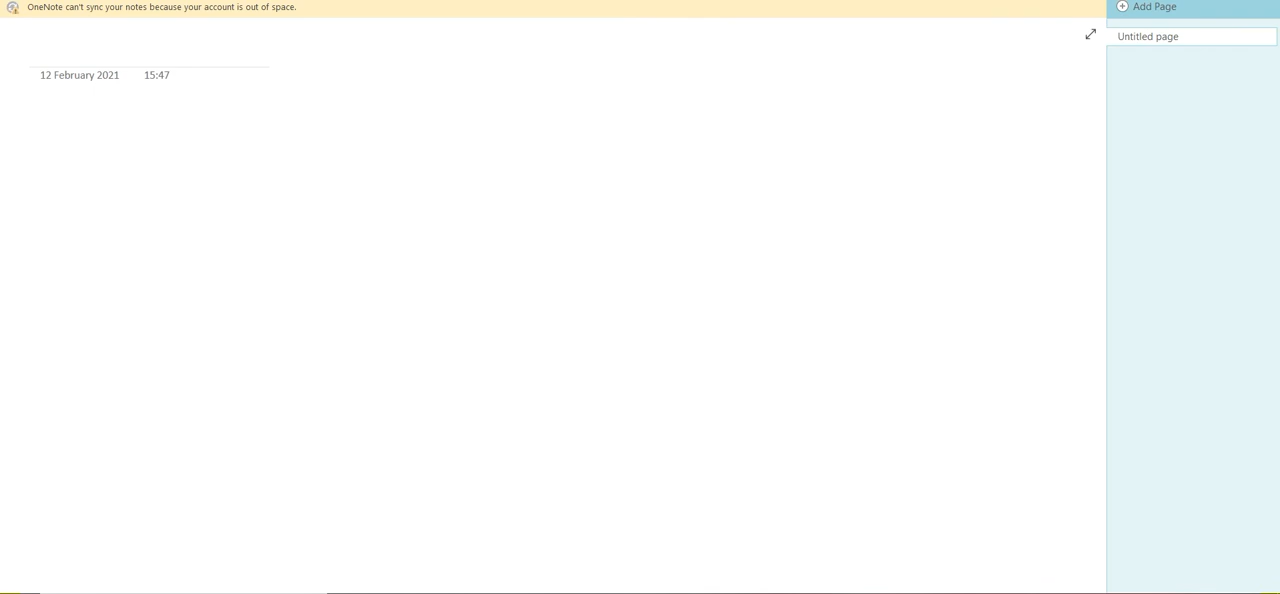 OneNote can't sync your notes because your account is out of space.
Add Page
Untitled page
12 February 2021 15:47